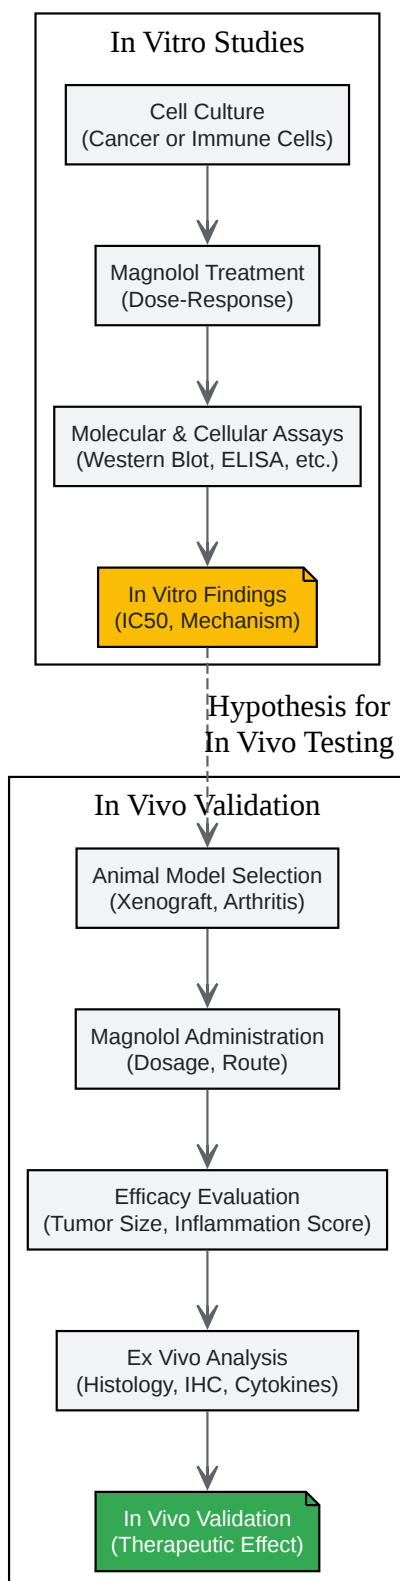 In Vitro Studies
Cell Culture
(Cancer or Immune Cells)
Magnolol Treatment
(Dose-Response)
Molecular & Cellular Assays
(Western Blot, ELISA, etc.)
In Vitro Findings
(IC50, Mechanism)
Hypothesis for
In Vivo Testing
In Vivo Validation
Animal Model Selection
(Xenograft, Arthritis)
Magnolol Administration
(Dosage, Route)
Efficacy Evaluation
(Tumor Size, Inflammation Score)
Ex Vivo Analysis
(Histology, IHC, Cytokines)
In Vivo Validation
(Therapeutic Effect)